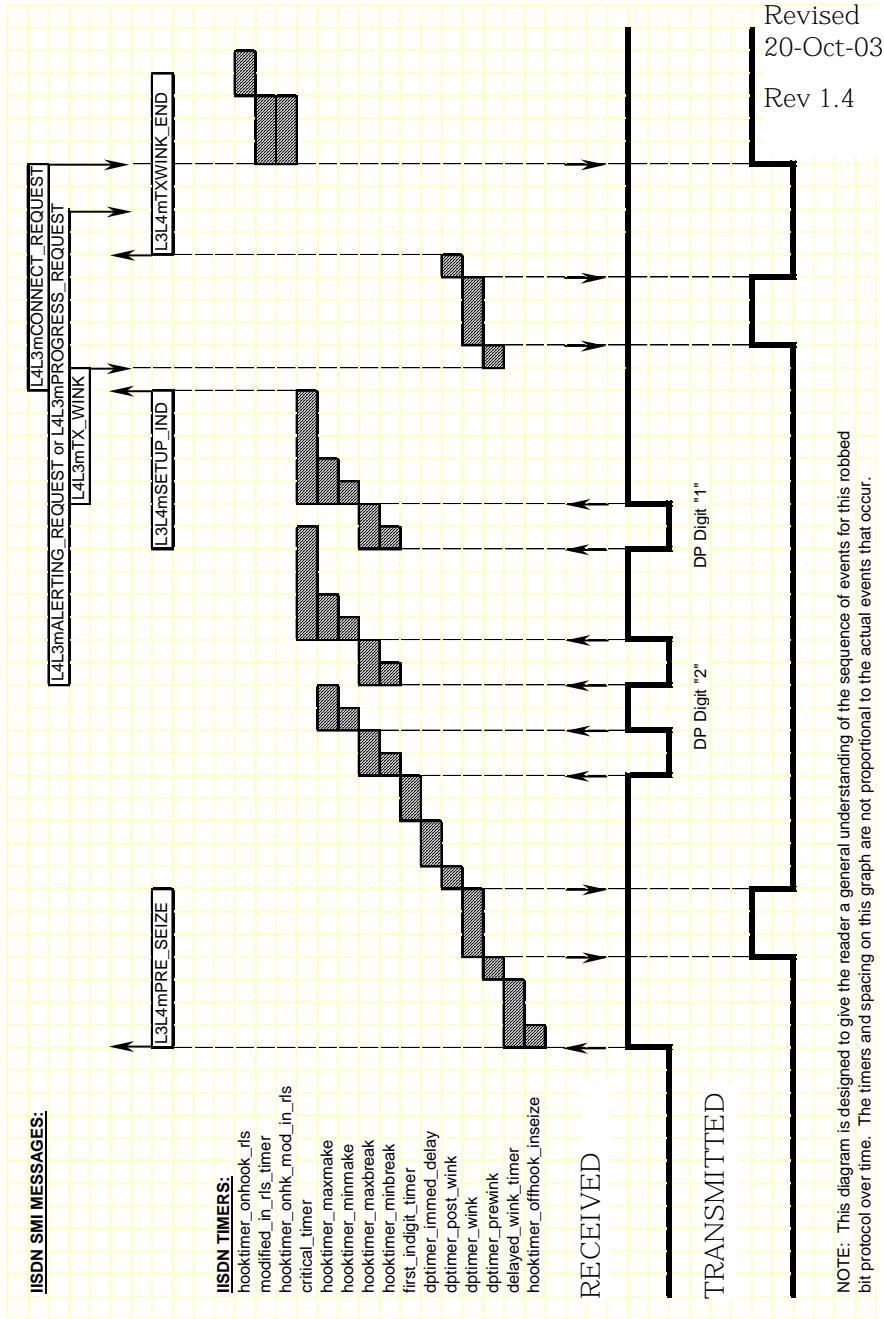 Revised
20-Oct-03
Rev 1.4
IISDN SMI MESSAGES:
L4L3mCONNECT_REQUEST
L4L3mALERTING_REQUEST or L4L3mPROGRESS_REQUEST
L4L3mTX_WINK
L3L4mPRE_SEIZE
L3L4mSETUP_IND
L3L4mTXWINK_END
IISDN TIMERS:
hooktimer_onhook_rls
modified_in_rls_timer
hooktimer_onhk_mod_in_rls
critical_timer
hooktimer_maxmake
hooktimer_minmake
hooktimer_maxbreak
hooktimer_minbreak
first_indigit_timer
dptimer_immed_delay
dptimer_post_wink
dptimer_wink
dptimer_prewink
delayed_wink_timer
hooktimer_offhook_inseize
RECEIVED
DP Digit "2"
DP Digit "1"
TRANSMITTED
NOTE: This diagram is designed to give the reader a general understanding of the sequence of events for this robbed
bit protocol over time. The timers and spacing on this graph are not proportional to the actual events that occur.